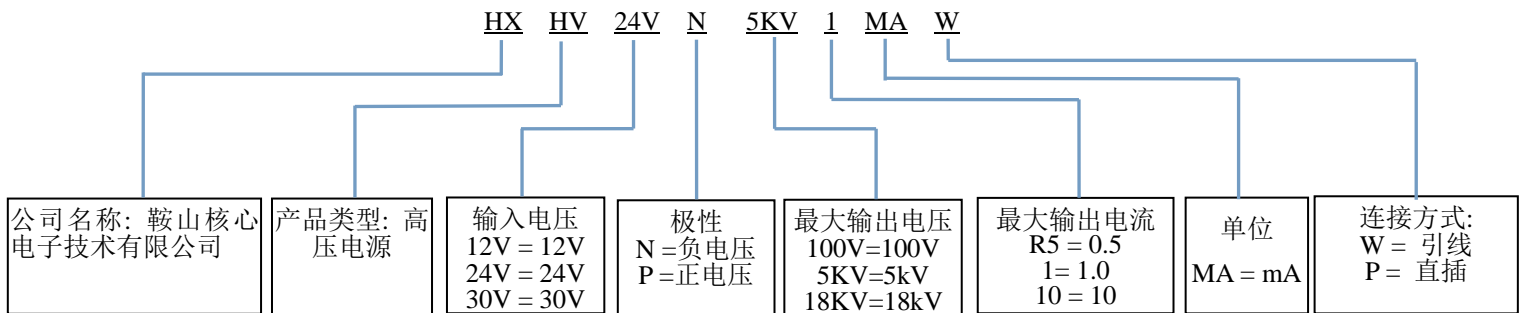 HX HV 24V N 5KV 1 MA W
公司名称: 鞍山核心
电子技术有限公司
产品类型: 高
压电源
输入电压
12V = 12V
24V = 24V
30V = 30V
极性
N =负电压
P =正电压
最大输出电压
100V=100V
5KV=5kV
18KV=18kV
最大输出电流
R5 = 0.5
1= 1.0
10 = 10
单位
MA = mA
连接方式:
W = 引线
P = 直插